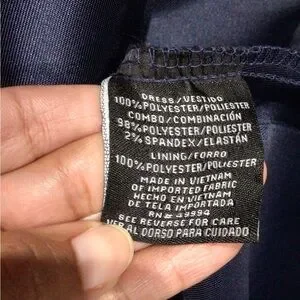 DRESS/VESTIDO
100%POLYESTER/POLIESTER
COMBO/COMBINACIÓN
98%POLYESTER/POLIESTER
2% SPANDEX/ELASTÁN
LINING/FORRO
100%POLYESTER/POLIESTER
MADE IN VIETNAM
OF IMPORTED FABRIC
HECHO EN VIETNAM
DE TELA IMPORTADA
RN# 49994
SEE REVERSE FOR CARE
VER AL DORSO PARA CUIDADO